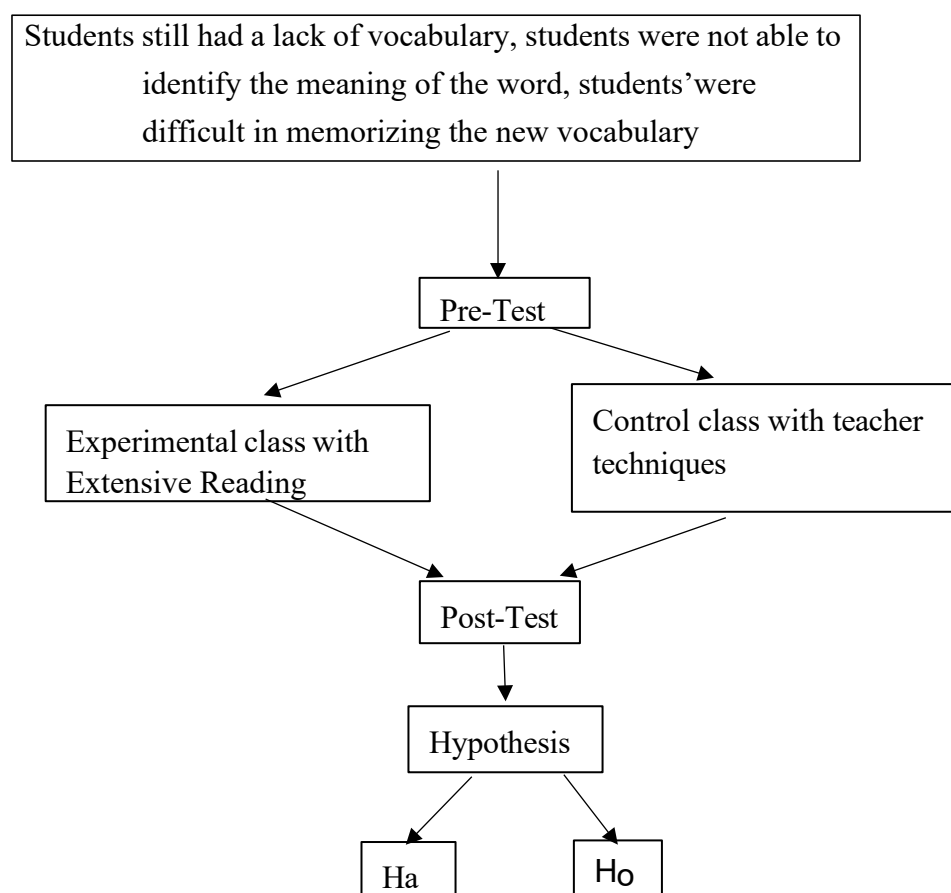 Students still had a lack of vocabulary, students were not able to
identify the meaning of the word, students'were
difficult in memorizing the new vocabulary
Pre-Test
Experimental class with
Extensive Reading
Control class with teacher
techniques
Post-Test
Hypothesis
Ha
Ho